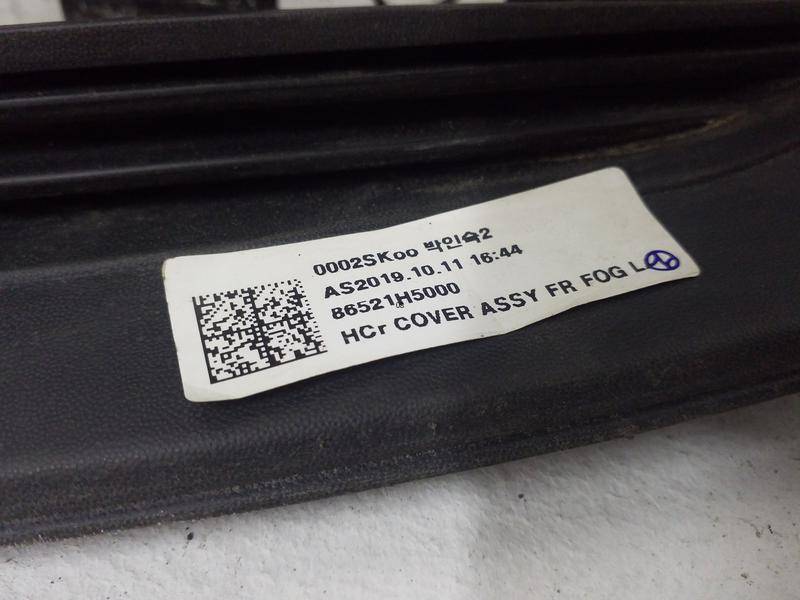 0002SKoo 박인숙2
AS2019.10.11 16:44
86521H5000
HCr COVER ASSY FR FOG L